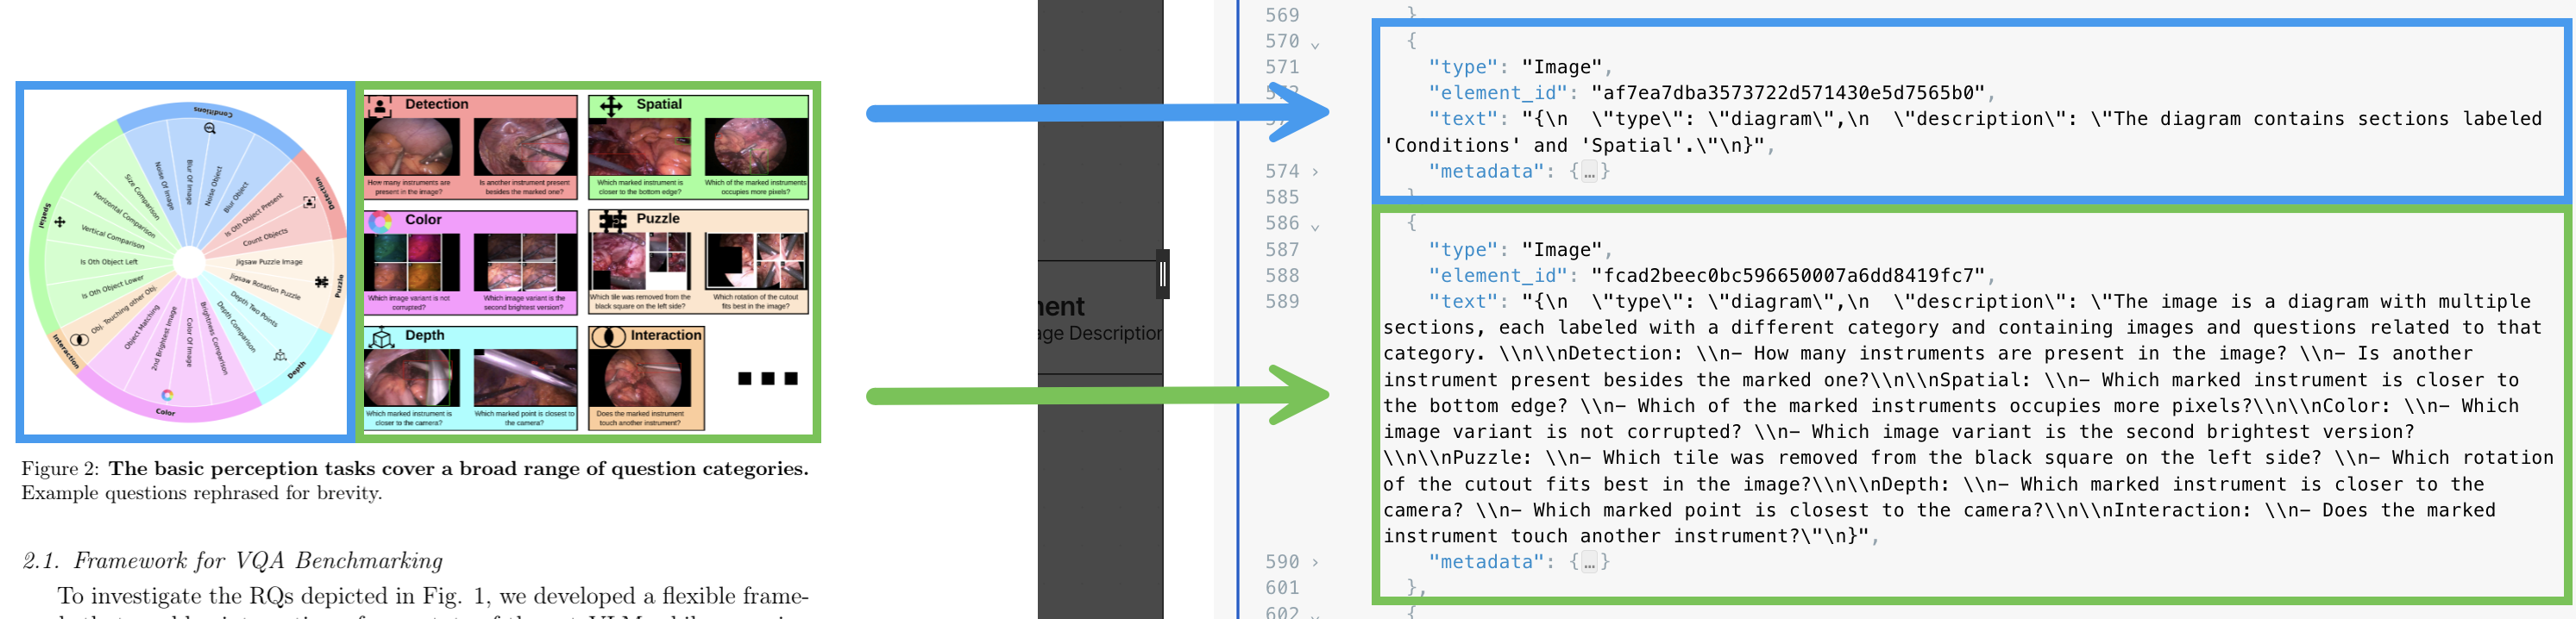 Conditions
Noise Of Image
Blur Of Image
Noise Object
Blur Object
Detection
Is Oth Object Present
Count Objects
Puzzle
Jigsaw Puzzle Image
Jigsaw Rotation Puzzle
Depth
Depth Two Points
Depth Comparison
Color
Brightness Comparison
Color Of Image
2nd Brightest Image
Object Matching
Interaction
Obj. Touching other Obj.
Spatial
Is Oth Object Lower
Is Oth Object Left
Vertical Comparison
Horizontal Comparison
Size Comparison
Detection
How many instruments are
present in the image?
Is another instrument present
besides the marked one?
Spatial
Which marked instrument is
closer to the bottom edge?
Which of the marked instruments
occupies more pixels?
Color
Which image variant is not
corrupted?
Which image variant is the
second brightest version?
Puzzle
Which tile was removed from the
black square on the left side?
Which rotation of the cutout
fits best in the image?
Depth
Which marked instrument is
closer to the camera?
Which marked point is closest to
the camera?
Interaction
Does the marked
instrument touch another instrument?
Figure 2: The basic perception tasks cover a broad range of question categories.
Example questions rephrased for brevity.
2.1. Framework for VQA Benchmarking
To investigate the RQs depicted in Fig. 1, we developed a flexible frame-
nent
age Description
569 }
570 {
571 "type": "Image",
"element_id": "af7ea7dba3573722d571430e5d7565b0",
"text": "{\n  \"type\": \"diagram\",\n  \"description\": \"The diagram contains sections labeled
'Conditions' and 'Spatial'.\"\n}",
574 "metadata": {…}
585 }
586 {
587 "type": "Image",
588 "element_id": "fcad2beec0bc596650007a6dd8419fc7",
589 "text": "{\n  \"type\": \"diagram\",\n  \"description\": \"The image is a diagram with multiple
sections, each labeled with a different category and containing images and questions related to that
category. \\n\\nDetection: \\n- How many instruments are present in the image? \\n- Is another
instrument present besides the marked one?\\n\\nSpatial: \\n- Which marked instrument is closer to
the bottom edge? \\n- Which of the marked instruments occupies more pixels?\\n\\nColor: \\n- Which
image variant is not corrupted? \\n- Which image variant is the second brightest version?
\\n\\nPuzzle: \\n- Which tile was removed from the black square on the left side? \\n- Which rotation
of the cutout fits best in the image?\\n\\nDepth: \\n- Which marked instrument is closer to the
camera? \\n- Which marked point is closest to the camera?\\n\\nInteraction: \\n- Does the marked
instrument touch another instrument?\"\n}",
590 "metadata": {…}
601 },
602 {